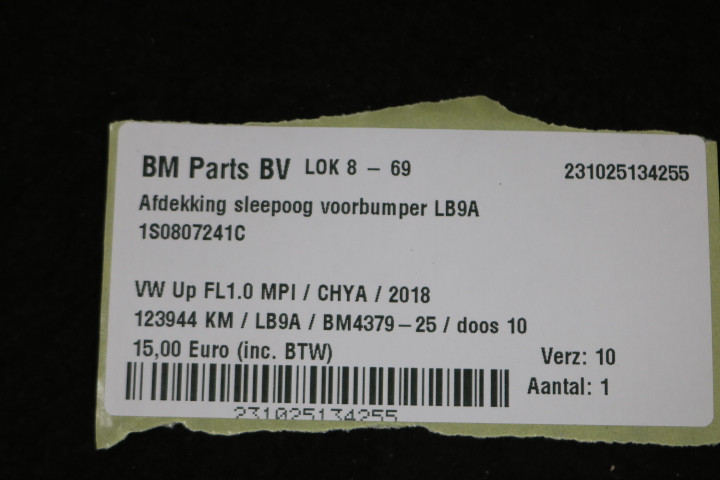 BM Parts BV LOK 8 - 69 231025134255
Afdekking sleepoog voorbumper LB9A
1S0807241C
VW Up FL1.0 MPI / CHYA / 2018
123944 KM / LB9A / BM4379-25 / doos 10
15,00 Euro (inc. BTW) Verz: 10
Aantal: 1
231025134255